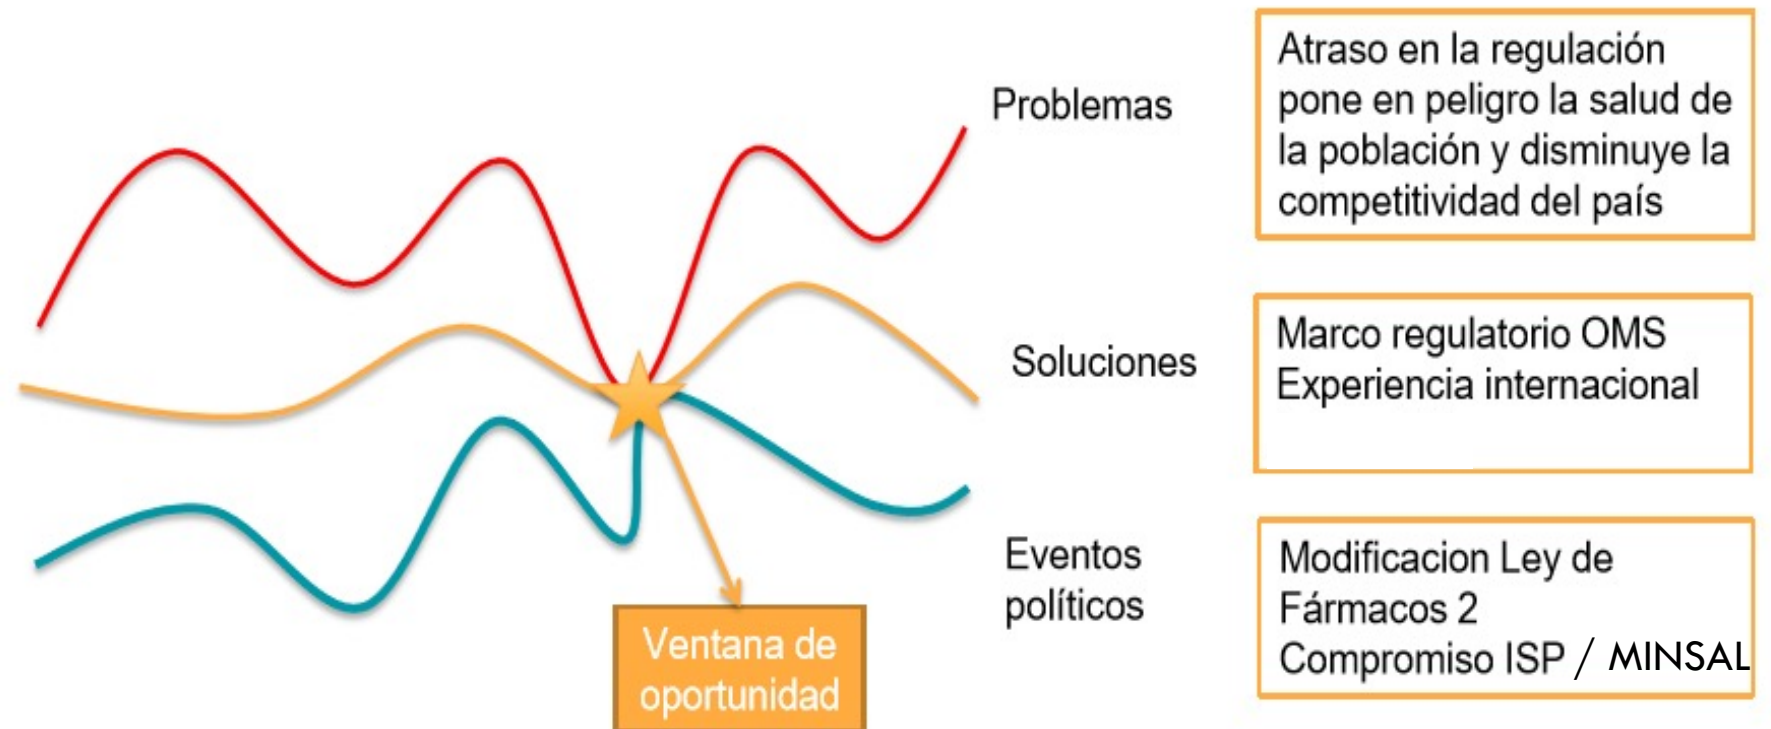 Problemas
Atraso en la regulación
pone en peligro la salud de
la población y disminuye la
competitividad del país
Soluciones
Marco regulatorio OMS
Experiencia internacional
Eventos
políticos
Modificacion Ley de
Fármacos 2
Compromiso ISP / MINSAL
Ventana de
oportunidad